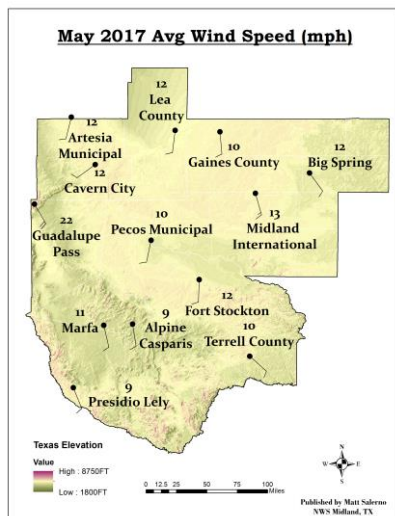 May 2017 Avg Wind Speed (mph)
12
Lea
County
12
Artesia
Municipal
10
Gaines County
12
Big Spring
12
Cavern City
22
Guadalupe
Pass
10
Pecos Municipal
13
Midland
International
12
Fort Stockton
11
Marfa
9
Alpine
Casparis
10
Terrell County
9
Presidio Lely
Texas Elevation
Value
High : 8750FT
Low : 1800FT
0 12.5 25 50 75 100
Miles
N
W E
S
Published by Matt Salerno
NWS Midland, TX